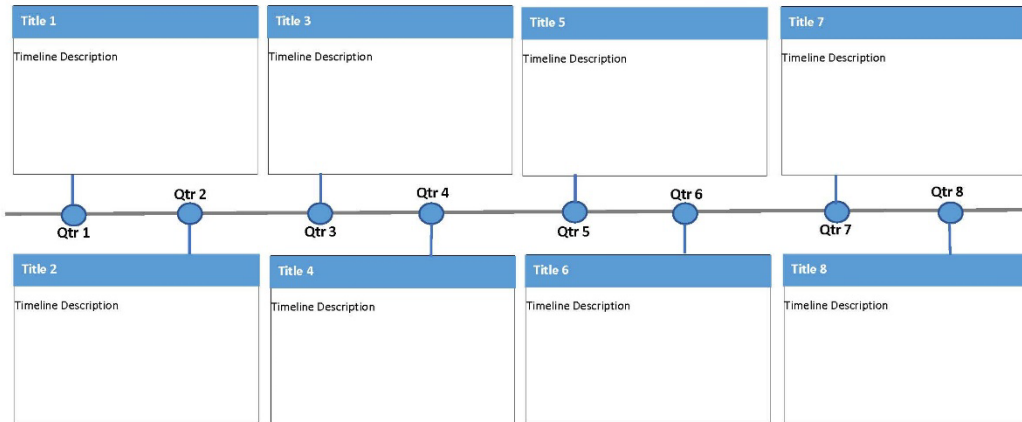 Title 1
Timeline Description
Title 3
Timeline Description
Title 5
Timeline Description
Title 7
Timeline Description
Qtr 1
Qtr 2
Qtr 3
Qtr 4
Qtr 5
Qtr 6
Qtr 7
Qtr 8
Title 2
Timeline Description
Title 4
Timeline Description
Title 6
Timeline Description
Title 8
Timeline Description